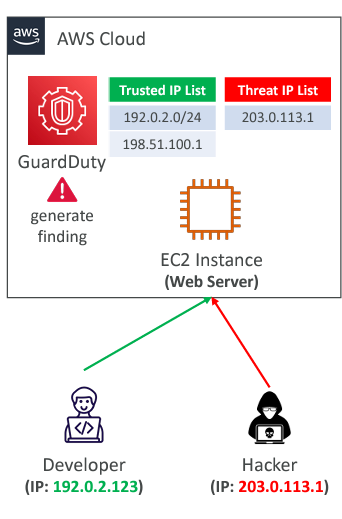 aws
AWS Cloud
Trusted IP List
Threat IP List
192.0.2.0/24
203.0.113.1
198.51.100.1
GuardDuty
generate
finding
EC2 Instance
(Web Server)
Developer
(IP: 192.0.2.123)
Hacker
(IP: 203.0.113.1)